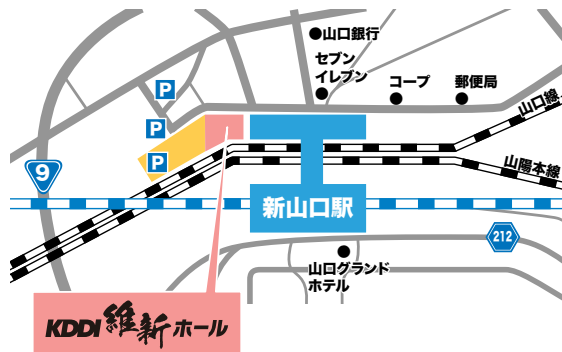 山口銀行
セブン
イレブン
コープ
郵便局
山口線
P
P
P
山陽本線
9
新山口駅
212
山口グランド
ホテル
KDDI維新ホール